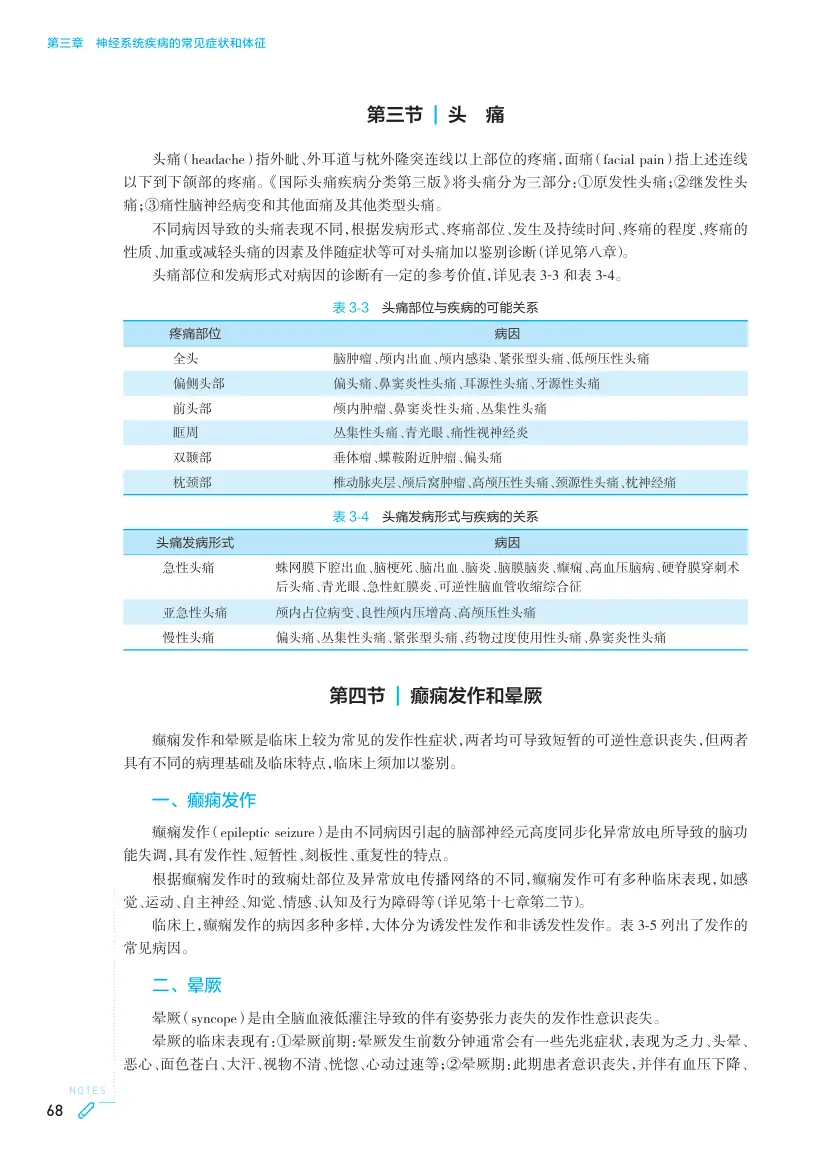 第三章 神经系统疾病的常见症状和体征
第三节 | 头 痛
头痛（headache）指外眦、外耳道与枕外隆突连线以上部位的疼痛，面痛（facial pain）指上述连线
以下到下颌部的疼痛。《国际头痛疾病分类第三版》将头痛分为三部分：①原发性头痛；②继发性头
痛；③痛性脑神经病变和其他面痛及其他类型头痛。
不同病因导致的头痛表现不同，根据发病形式、疼痛部位、发生及持续时间、疼痛的程度、疼痛的
性质、加重或减轻头痛的因素及伴随症状等可对头痛加以鉴别诊断（详见第八章）。
头痛部位和发病形式对病因的诊断有一定的参考价值，详见表 3-3 和表 3-4。
表 3-3 头痛部位与疾病的可能关系
疼痛部位 病因
全头 脑肿瘤、颅内出血、颅内感染、紧张型头痛、低颅压性头痛
偏侧头部 偏头痛、鼻窦炎性头痛、耳源性头痛、牙源性头痛
前头部 颅内肿瘤、鼻窦炎性头痛、丛集性头痛
眶周 丛集性头痛、青光眼、痛性视神经炎
双颞部 垂体瘤、蝶鞍附近肿瘤、偏头痛
枕颈部 椎动脉夹层、颅后窝肿瘤、高颅压性头痛、颈源性头痛、枕神经痛
表 3-4 头痛发病形式与疾病的关系
头痛发病形式 病因
急性头痛 蛛网膜下腔出血、脑梗死、脑出血、脑炎、脑膜脑炎、癫痫、高血压脑病、硬脊膜穿刺术
后头痛、青光眼、急性虹膜炎、可逆性脑血管收缩综合征
亚急性头痛 颅内占位病变、良性颅内压增高、高颅压性头痛
慢性头痛 偏头痛、丛集性头痛、紧张型头痛、药物过度使用性头痛、鼻窦炎性头痛
第四节 | 癫痫发作和晕厥
癫痫发作和晕厥是临床上较为常见的发作性症状，两者均可导致短暂的可逆性意识丧失，但两者
具有不同的病理基础及临床特点，临床上须加以鉴别。
一、癫痫发作
癫痫发作（epileptic seizure）是由不同病因引起的脑部神经元高度同步化异常放电所导致的脑功
能失调，具有发作性、短暂性、刻板性、重复性的特点。
根据癫痫发作时的致痫灶部位及异常放电传播网络的不同，癫痫发作可有多种临床表现，如感
觉、运动、自主神经、知觉、情感、认知及行为障碍等（详见第十七章第二节）。
临床上，癫痫发作的病因多种多样，大体分为诱发性发作和非诱发性发作。表 3-5 列出了发作的
常见病因。
二、晕厥
晕厥（syncope）是由全脑血液低灌注导致的伴有姿势张力丧失的发作性意识丧失。
晕厥的临床表现有：①晕厥前期：晕厥发生前数分钟通常会有一些先兆症状，表现为乏力、头晕、
恶心、面色苍白、大汗、视物不清、恍惚、心动过速等；②晕厥期：此期患者意识丧失，并伴有血压下降、
NOTES
68